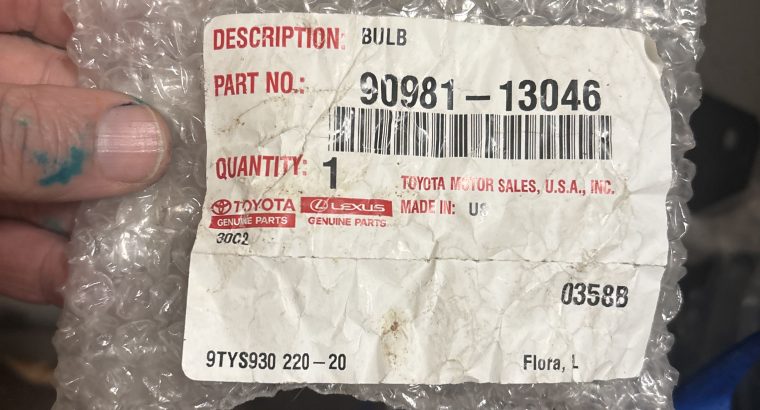 DESCRIPTION: BULB
PART NO.: 90981-13046
QUANTITY: 1
TOYOTA MOTOR SALES, U.S.A., INC.
TOYOTA LEXUS MADE IN: US
GENUINE PARTS GENUINE PARTS
30C2
0358B
9TYS930 220-20 Flora, L